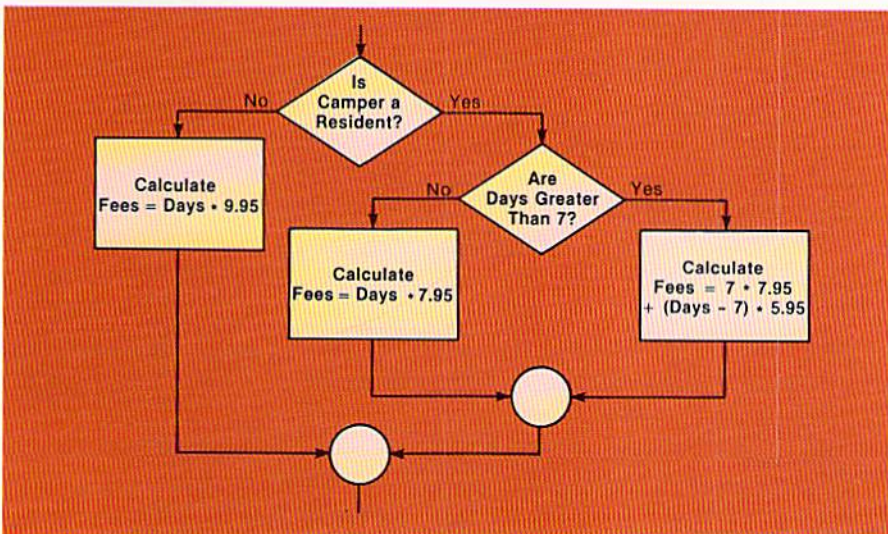 Is
Camper a
Resident?
No
Yes
Calculate
Fees = Days • 9.95
Are
Days Greater
Than 7?
No
Yes
Calculate
Fees = Days • 7.95
Calculate
Fees = 7 • 7.95
+ (Days - 7) • 5.95